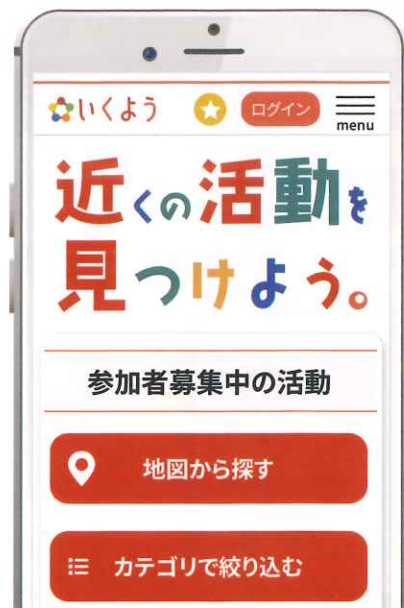 いくよう
ログイン
menu
近くの活動を
見つけよう。
参加者募集中の活動
地図から探す
カテゴリで絞り込む